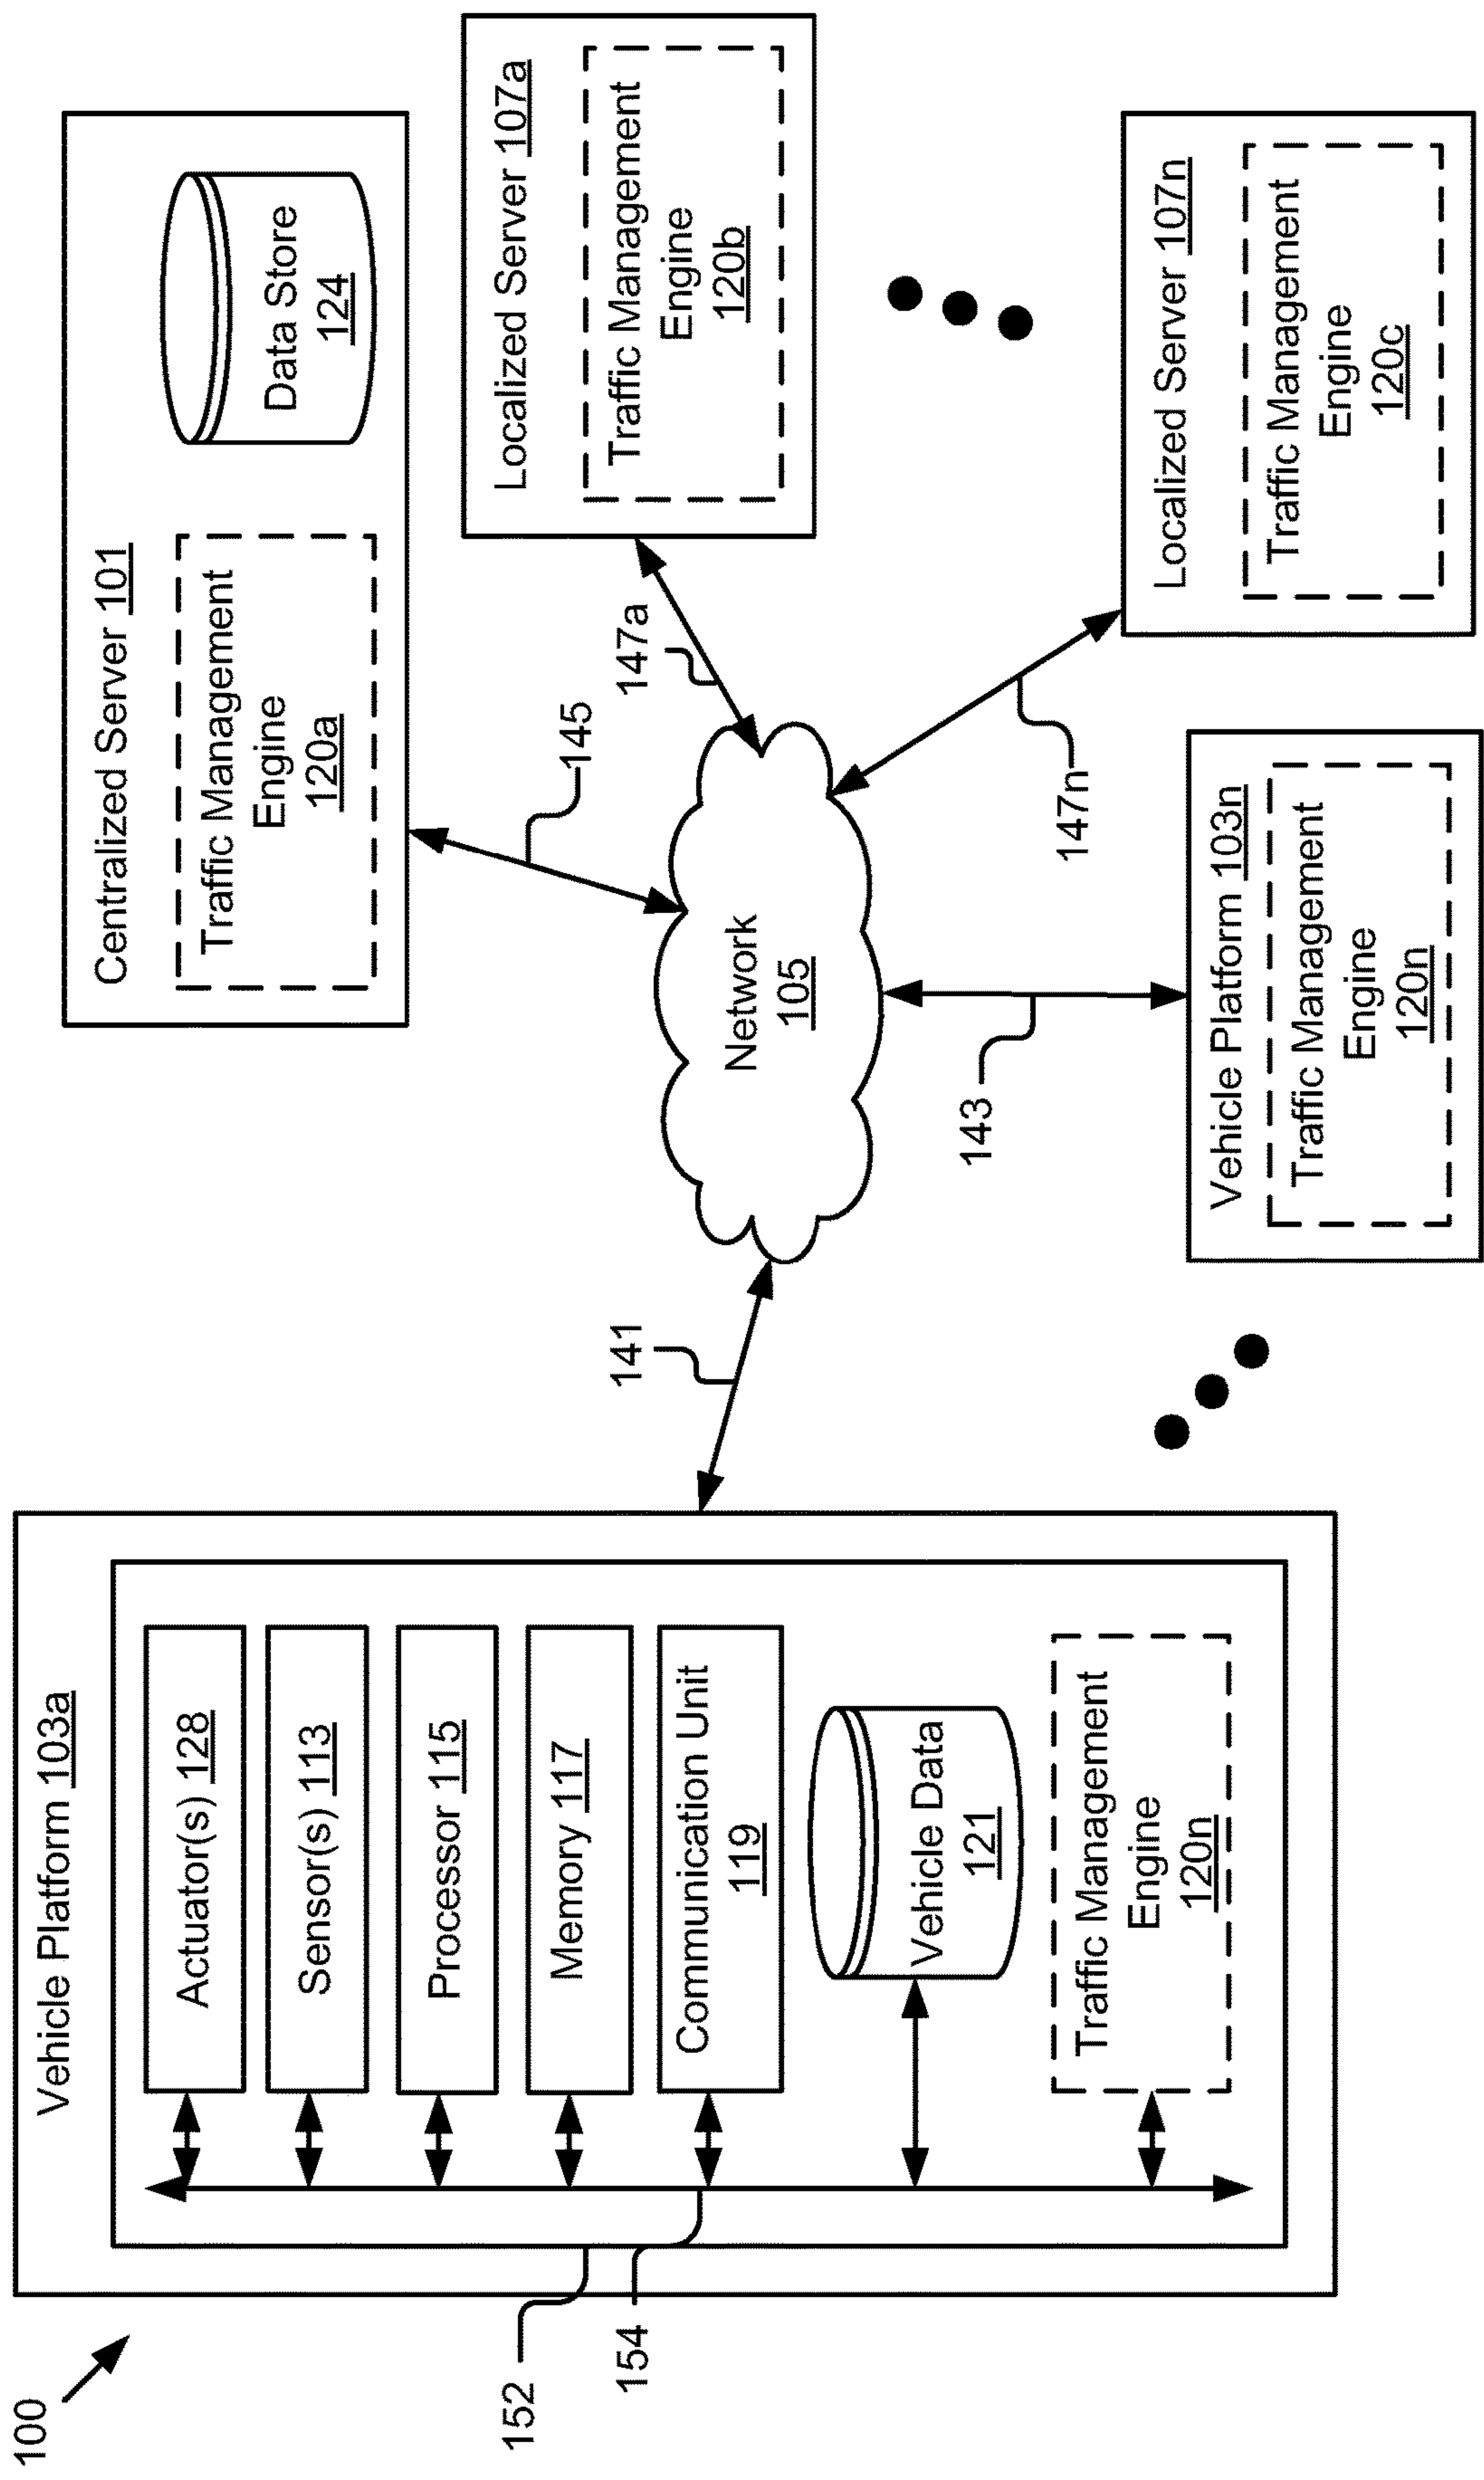 100
Vehicle Platform 103a
Actuator(s) 128
Sensor(s) 113
Processor 115
Memory 117
Communication Unit
119
Vehicle Data
121
Traffic Management
Engine
120n
152
154
141
Network
105
145
Centralized Server 101
Traffic Management
Engine
120a
Data Store
124
147a
Localized Server 107a
Traffic Management
Engine
120b
147n
Localized Server 107n
Traffic Management
Engine
120c
143
Vehicle Platform 103n
Traffic Management
Engine
120n